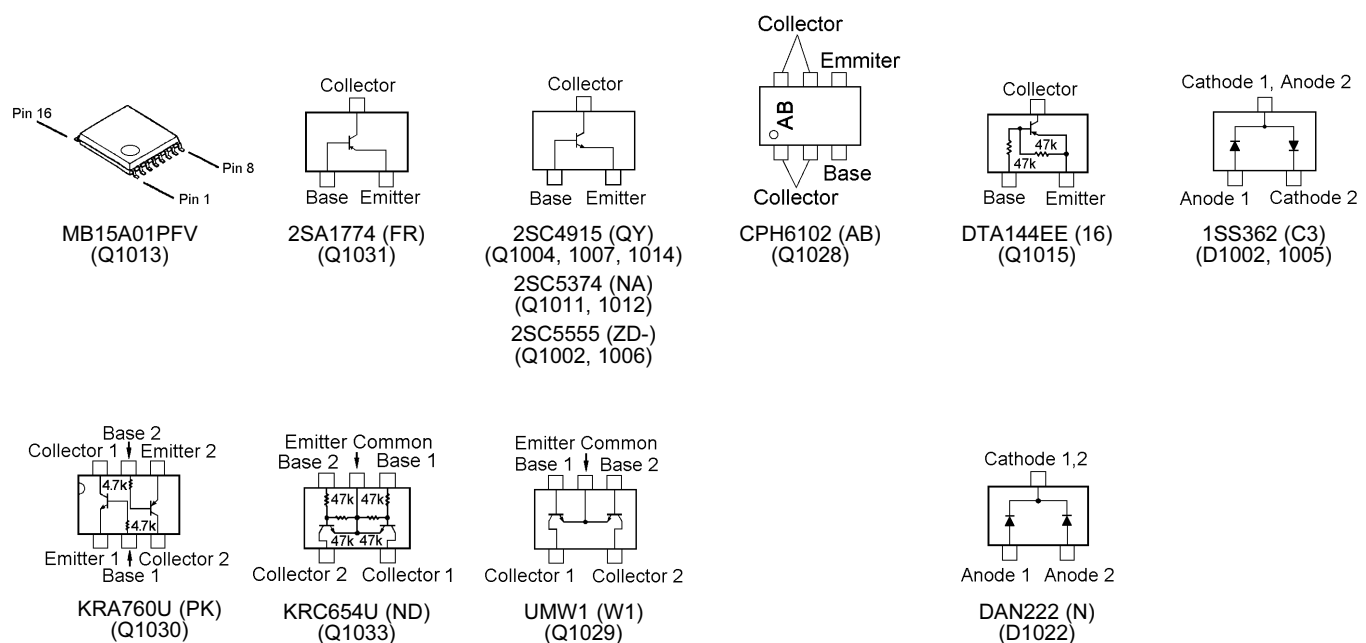 Pin 16
Pin 8
Pin 1
MB15A01PFV
(Q1013)
Collector
Base Emitter
2SA1774 (FR)
(Q1031)
Collector
Base Emitter
2SC4915 (QY)
(Q1004, 1007, 1014)
2SC5374 (NA)
(Q1011, 1012)
2SC5555 (ZD-)
(Q1002, 1006)
Collector
Emmiter
AB
Base
Collector
CPH6102 (AB)
(Q1028)
Collector
47k
47k
Base Emitter
DTA144EE (16)
(Q1015)
Cathode 1, Anode 2
Anode 1 Cathode 2
1SS362 (C3)
(D1002, 1005)
Base 2
Collector 1 Emitter 2
4.7k
4.7k
Emitter 1 Collector 2
Base 1
KRA760U (PK)
(Q1030)
Emitter Common
Base 2 Base 1
47k 47k
47k 47k
Collector 2 Collector 1
KRC654U (ND)
(Q1033)
Emitter Common
Base 1 Base 2
Collector 1 Collector 2
UMW1 (W1)
(Q1029)
Cathode 1,2
Anode 1 Anode 2
DAN222 (N)
(D1022)